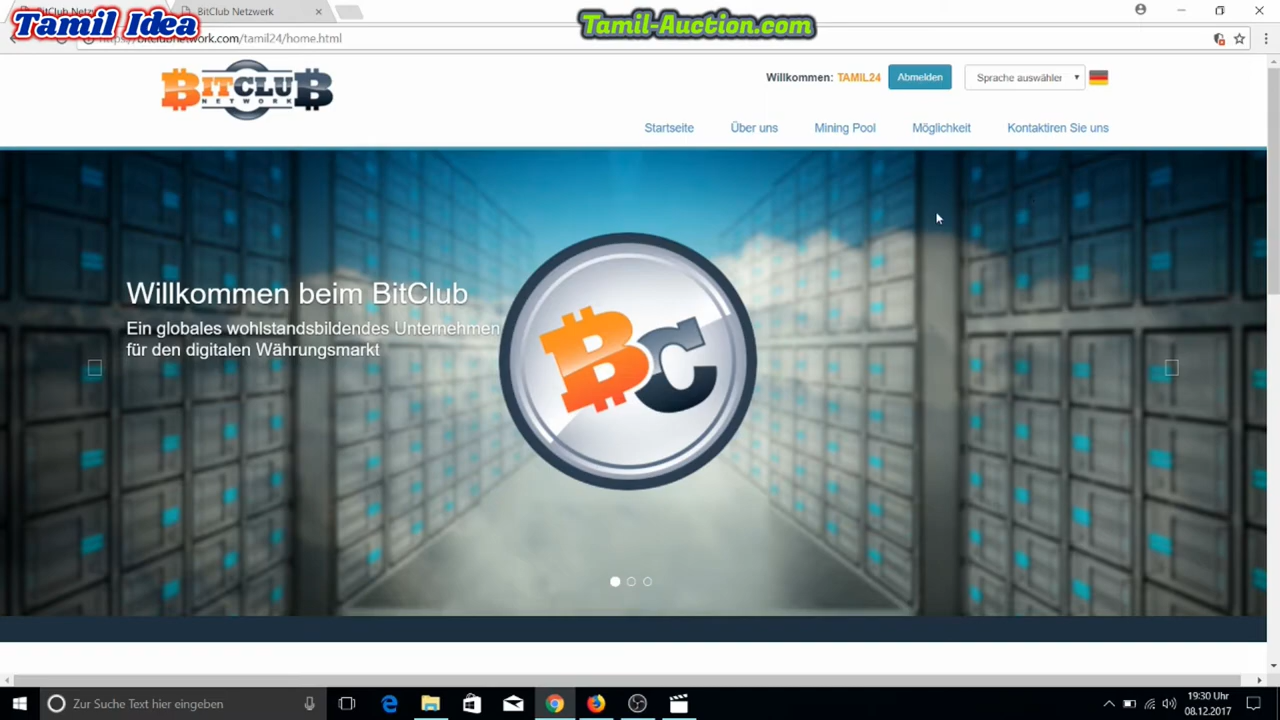 Tamil Idea
Tamil-Auction.com
BitClub Netzwerk
bitclubnetwork.com/tamil24/home.html
BITCLUB
NETWORK
Willkommen: TAMIL24
Abmelden
Sprache auswählen
Startseite
Über uns
Mining Pool
Möglichkeit
Kontaktiren Sie uns
Willkommen beim BitClub
Ein globales wohlstandsbildendes Unternehmen
für den digitalen Währungsmarkt
BC
Zur Suche Text hier eingeben
19:30 Uhr
08.12.2017